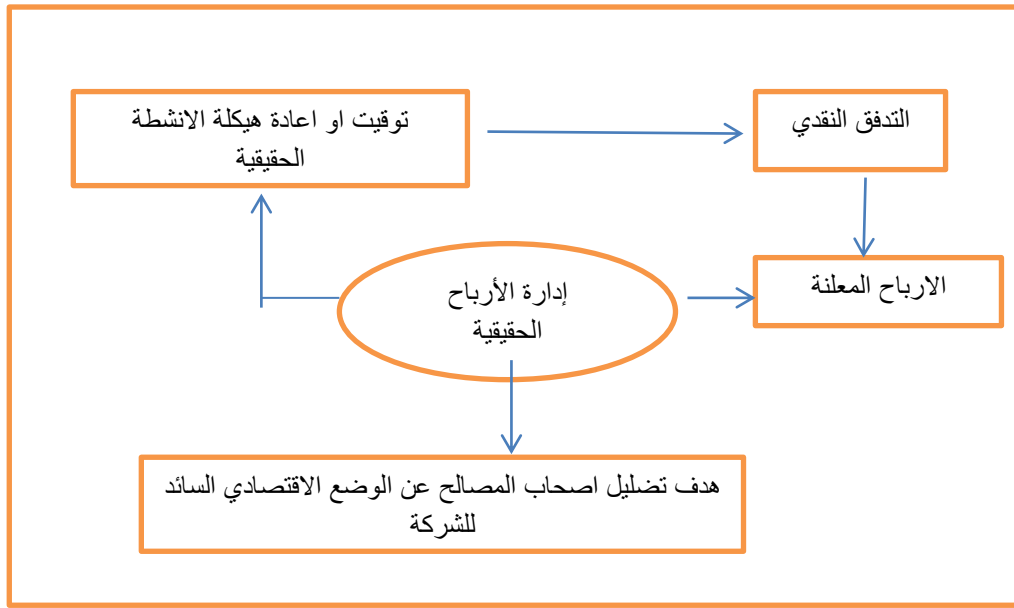 توقيت او اعادة هيكلة الانشطة
الحقيقية
التدفق النقدي
إدارة الأرباح
الحقيقية
الارباح المعلنة
هدف تضليل اصحاب المصالح عن الوضع الاقتصادي السائد
للشركة